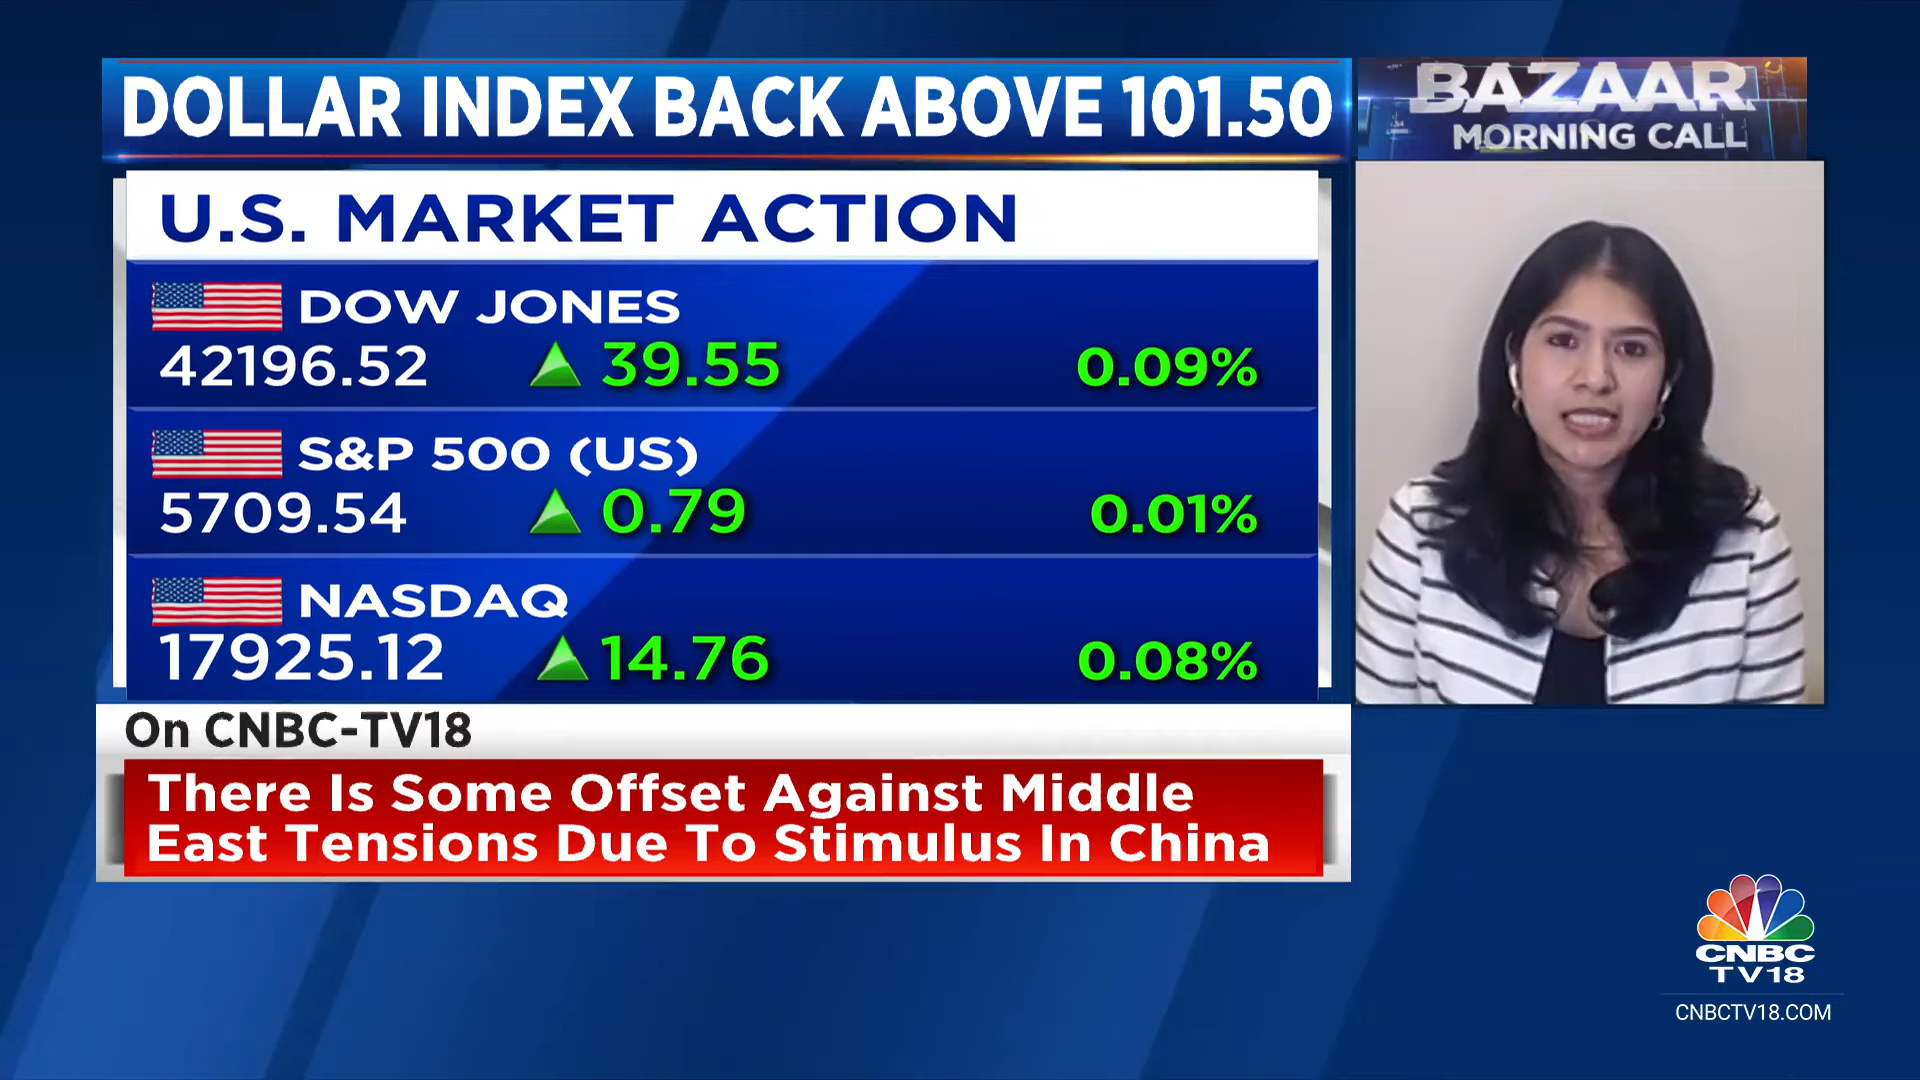 DOLLAR INDEX BACK ABOVE 101.50
BAZAAR
MORNING CALL
U.S. MARKET ACTION
DOW JONES
42196.52 39.55 0.09%
S&P 500 (US)
5709.54 0.79 0.01%
NASDAQ
17925.12 14.76 0.08%
On CNBC-TV18
There Is Some Offset Against Middle
East Tensions Due To Stimulus In China
CNBC
TV18
CNBCTV18.COM